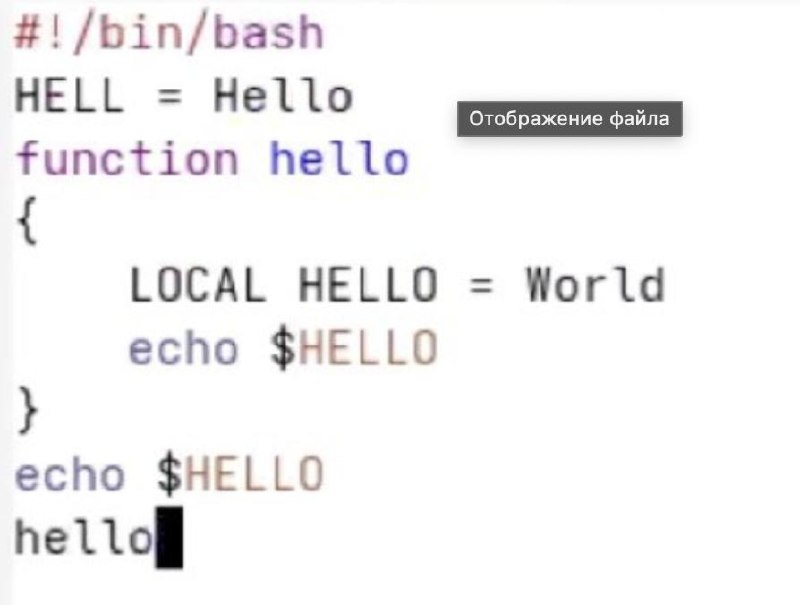 #!/bin/bash
HELL = Hello
Отображение файла
function hello
{
LOCAL HELLO = World
echo $HELLO
}
echo $HELLO
hello